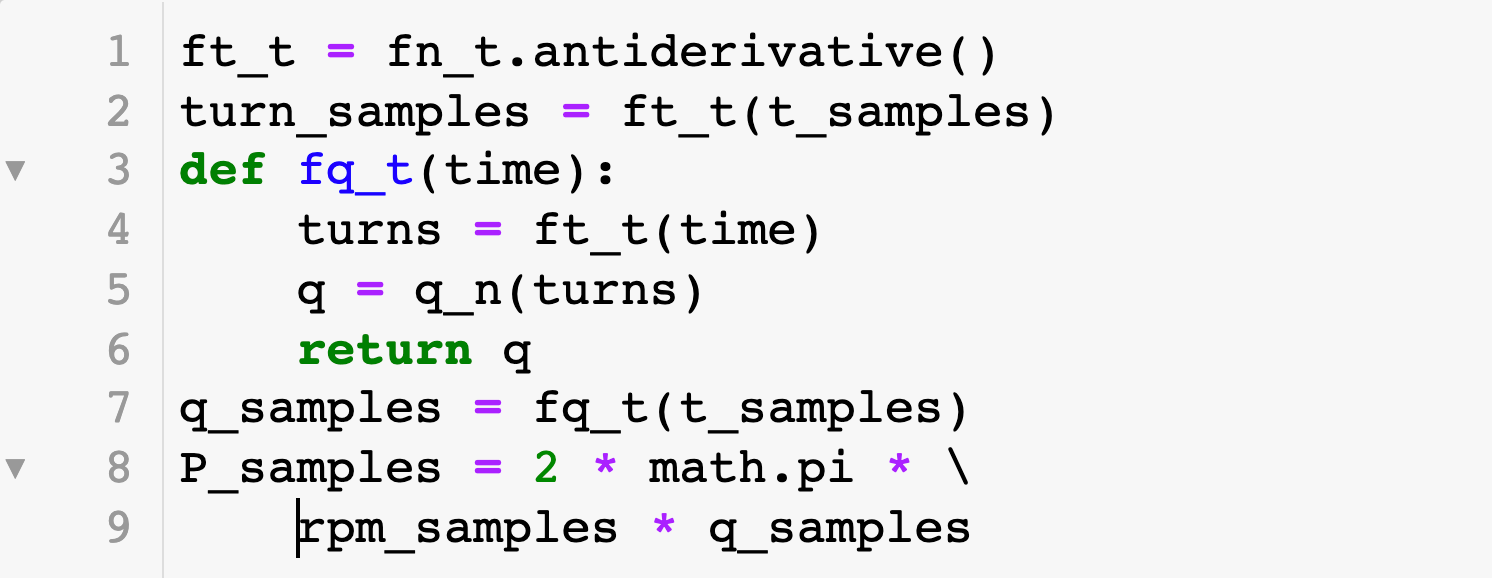 1 ft_t = fn_t.antiderivative()
2 turn_samples = ft_t(t_samples)
3 def fq_t(time):
4     turns = ft_t(time)
5     q = q_n(turns)
6     return q
7 q_samples = fq_t(t_samples)
8 P_samples = 2 * math.pi * \
9     rpm_samples * q_samples